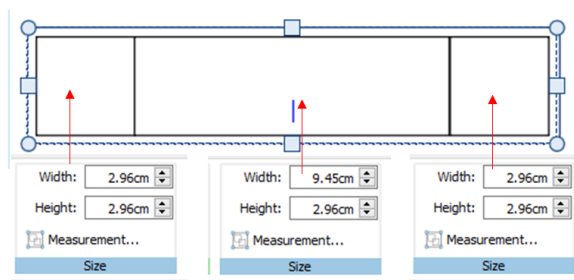 Width: 2.96cm
Height: 2.96cm
Measurement...
Size
Width: 9.45cm
Height: 2.96cm
Measurement...
Size
Width: 2.96cm
Height: 2.96cm
Measurement...
Size